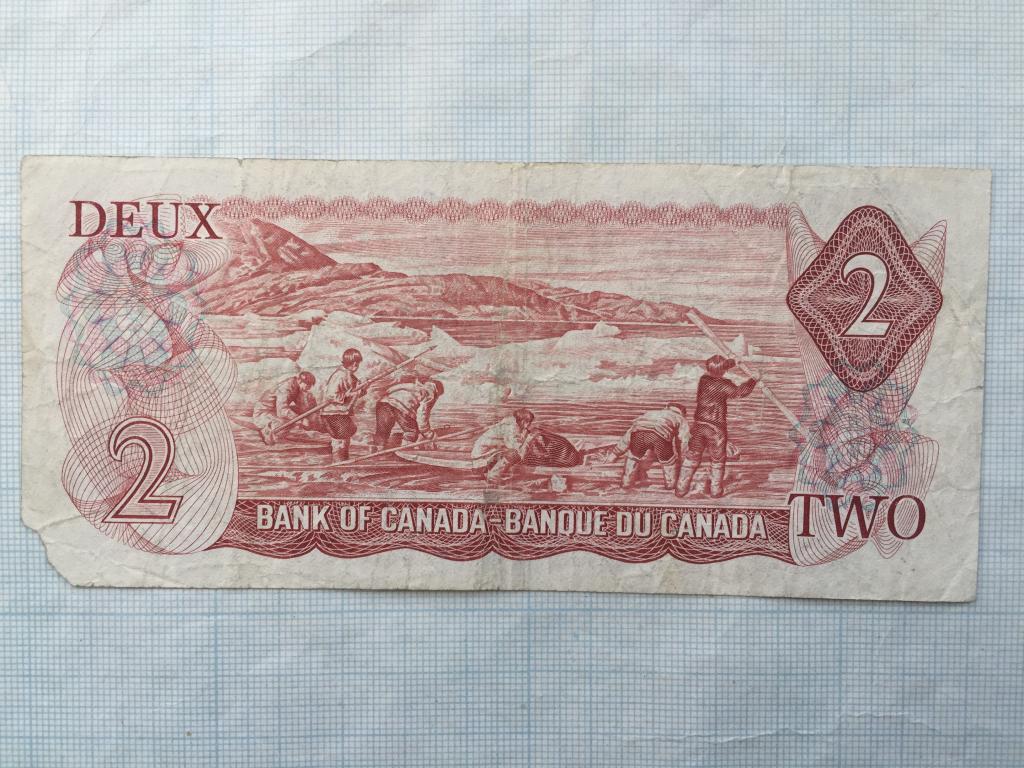 DEUX
2
2
BANK OF CANADA-BANQUE DU CANADA
TWO